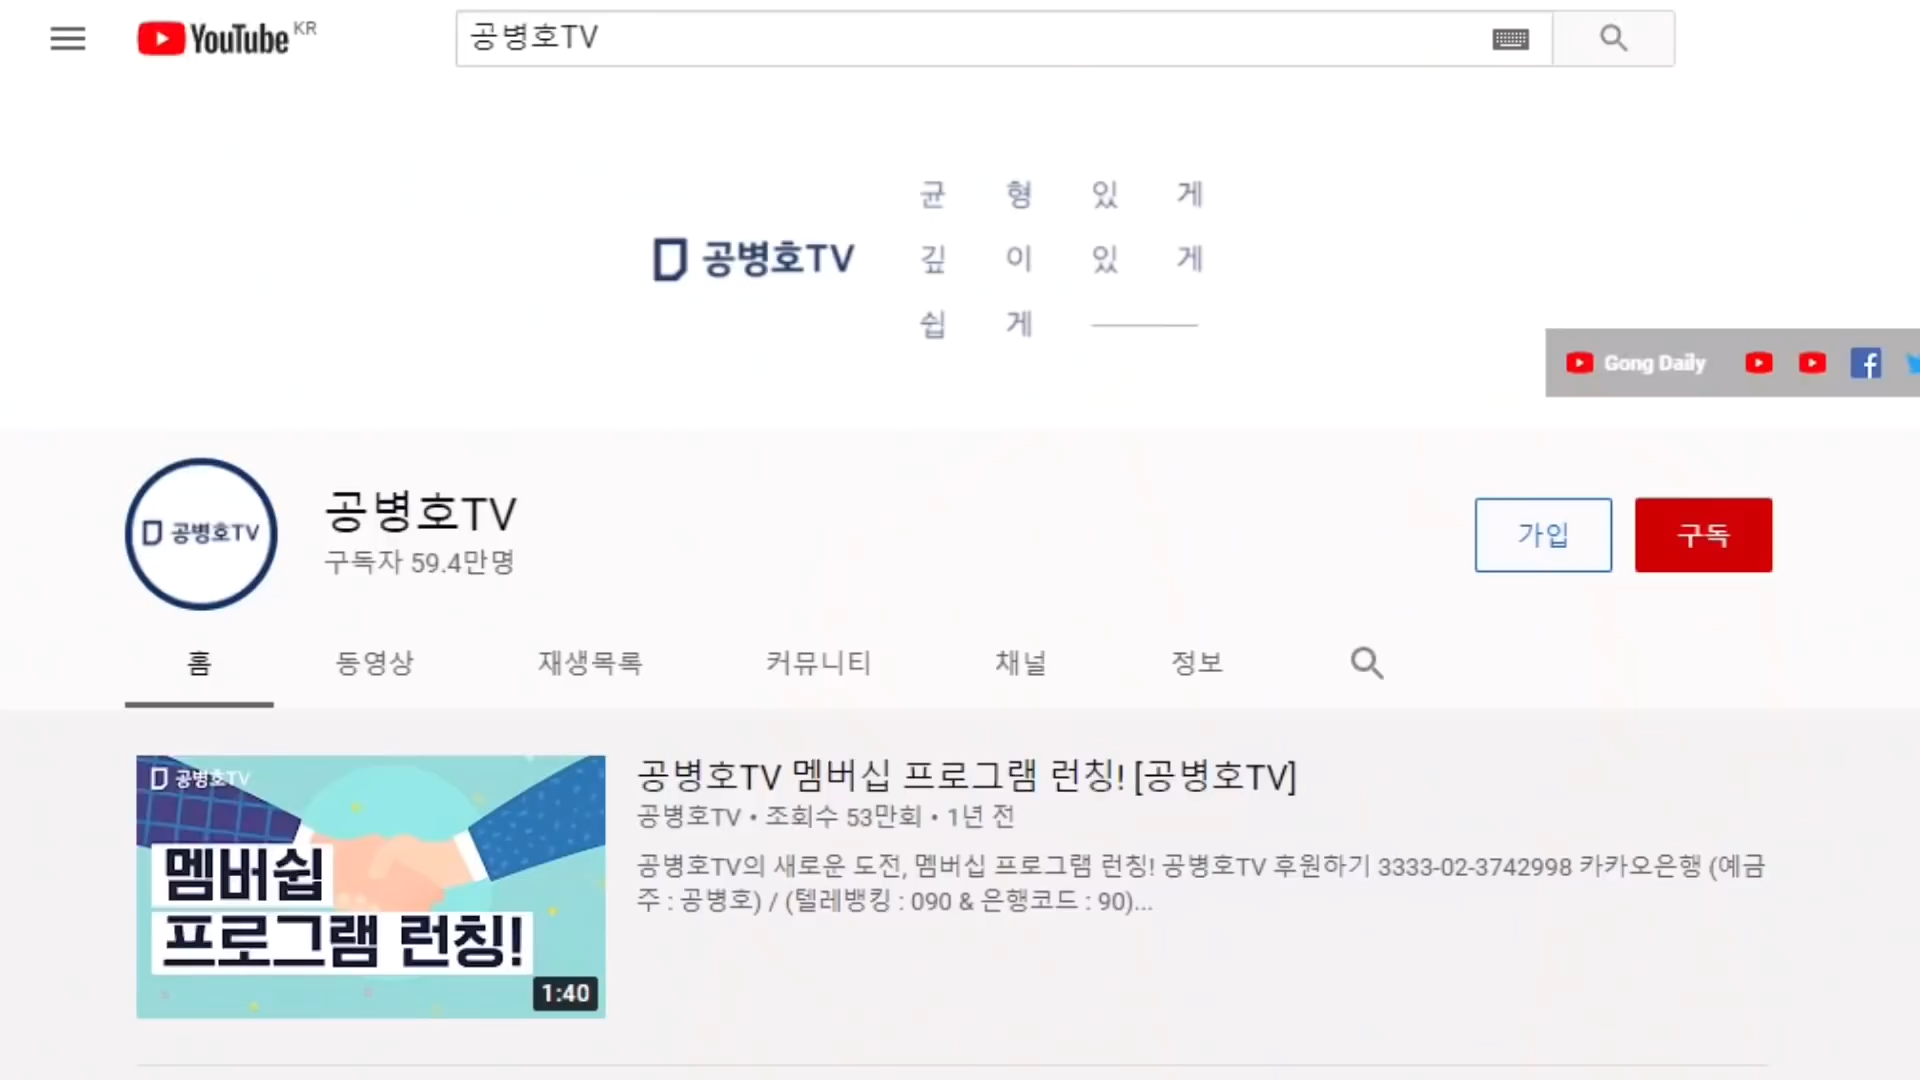 YouTube KR
공병호TV
균형있게
공병호TV 깊이있게
쉽게
Gong Daily
공병호TV
공병호TV
구독자 59.4만명
가입
구독
홈 동영상 재생목록 커뮤니티 채널 정보
공병호TV
멤버쉽
프로그램 런칭!
1:40
공병호TV 멤버십 프로그램 런칭! [공병호TV]
공병호TV • 조회수 53만회 • 1년 전
공병호TV의 새로운 도전, 멤버십 프로그램 런칭! 공병호TV 후원하기 3333-02-3742998 카카오은행 (예금
주 : 공병호) / (텔레뱅킹 : 090 & 은행코드 : 90)...